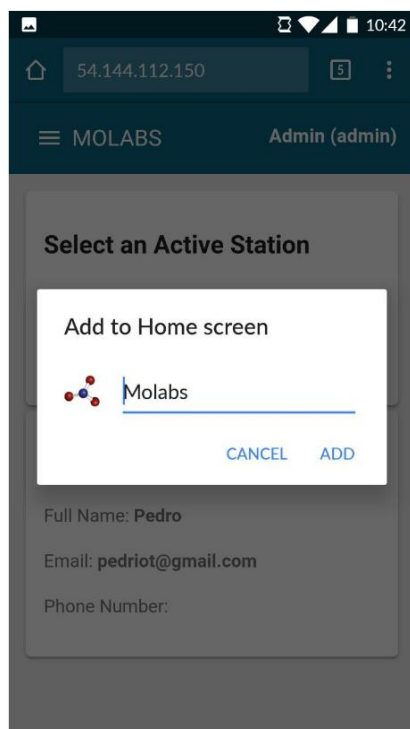 10:42
54.144.112.150 5
MOLABS Admin (admin)
Select an Active Station
Add to Home screen
Molabs
CANCEL ADD
Full Name: Pedro
Email: pedriot@gmail.com
Phone Number: